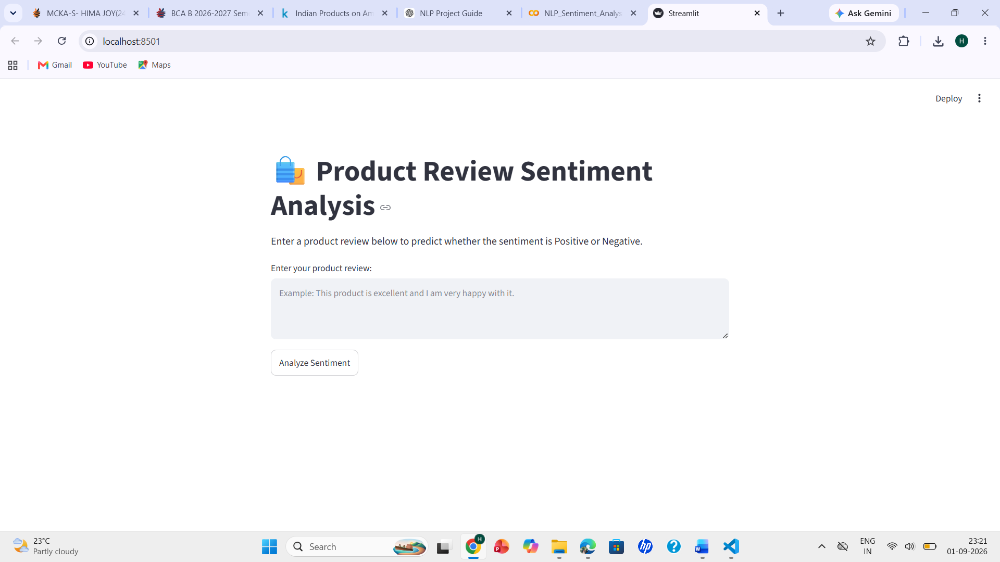 MCKA-S- HIMA JOY(24
BCA B 2026-2027 Seme
Indian Products on Am
NLP Project Guide
NLP_Sentiment_Analys
Streamlit
Ask Gemini
localhost:8501
H
Gmail
YouTube
Maps
Deploy
Product Review Sentiment
Analysis
Enter a product review below to predict whether the sentiment is Positive or Negative.
Enter your product review:
Example: This product is excellent and I am very happy with it.
Analyze Sentiment
23°C
Partly cloudy
Search
H
P
hp
W
ENG
IN
23:21
01-09-2026